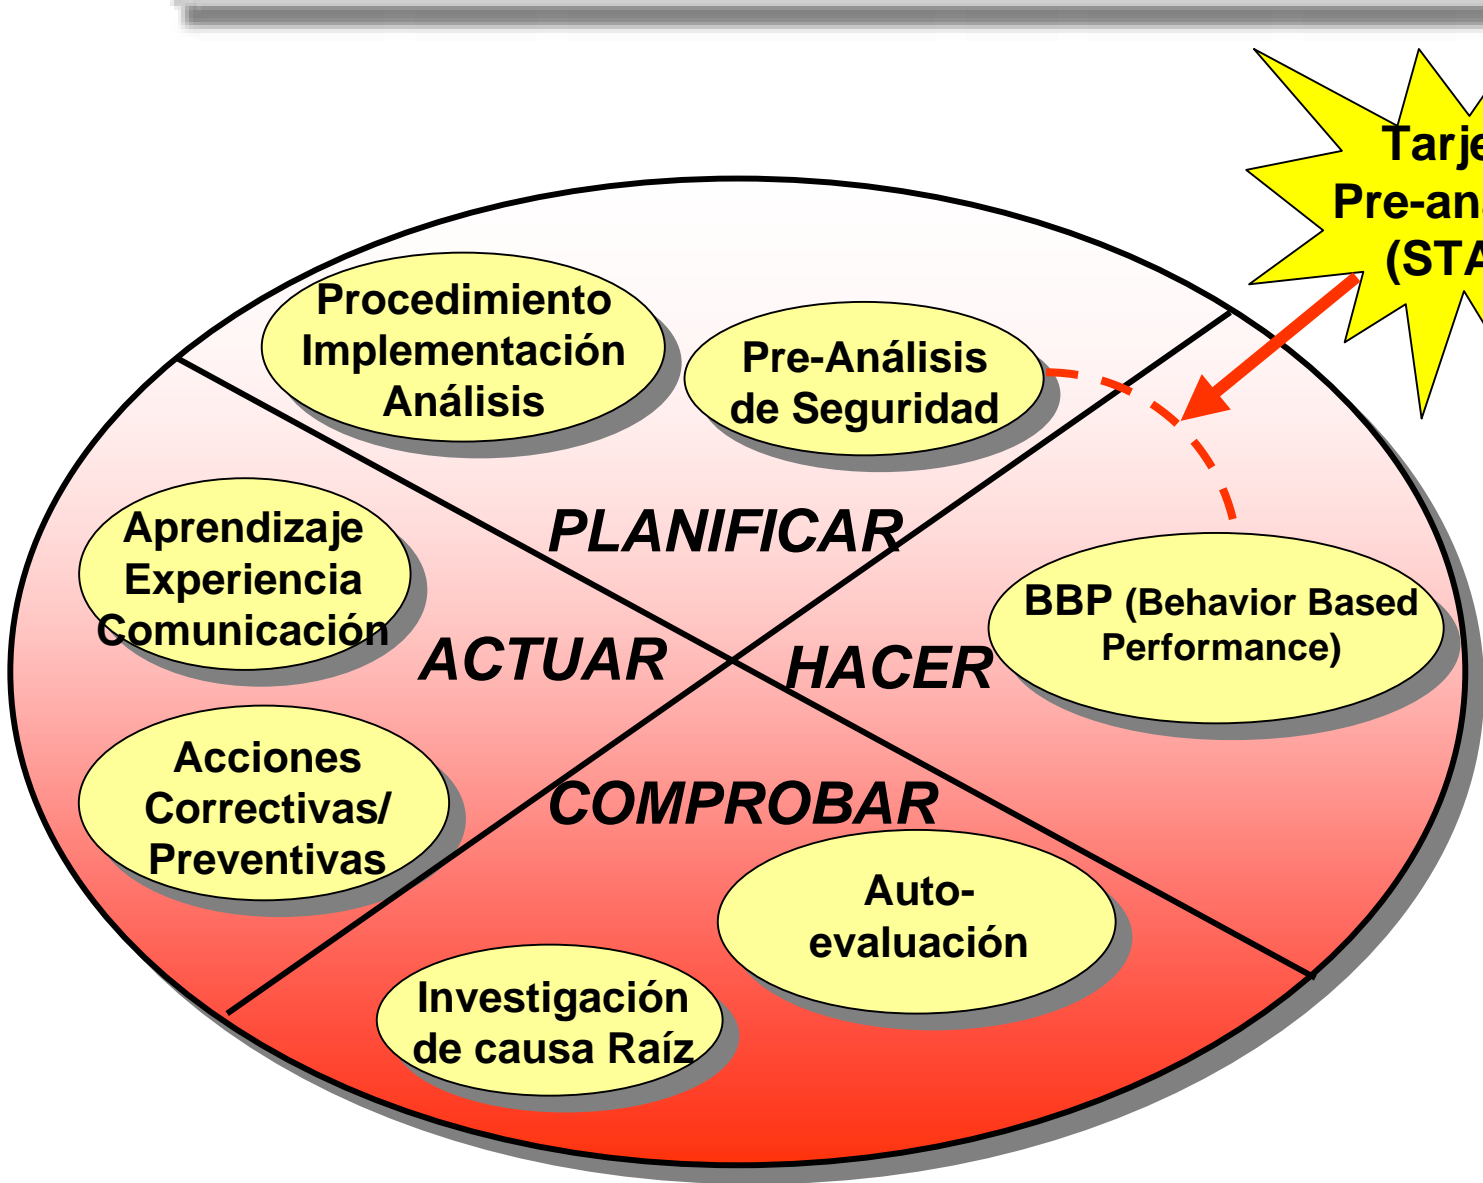 Pre-
Procedimiento
Implementación
Análisis
Pre-Análisis
de Seguridad
PLANIFICAR
Aprendizaje
Experiencia
Comunicación
ACTUAR
HACER
BBP (Behavior Based
Performance)
Acciones
Correctivas/
Preventivas
COMPROBAR
Auto-
evaluación
Investigación
de causa Raíz